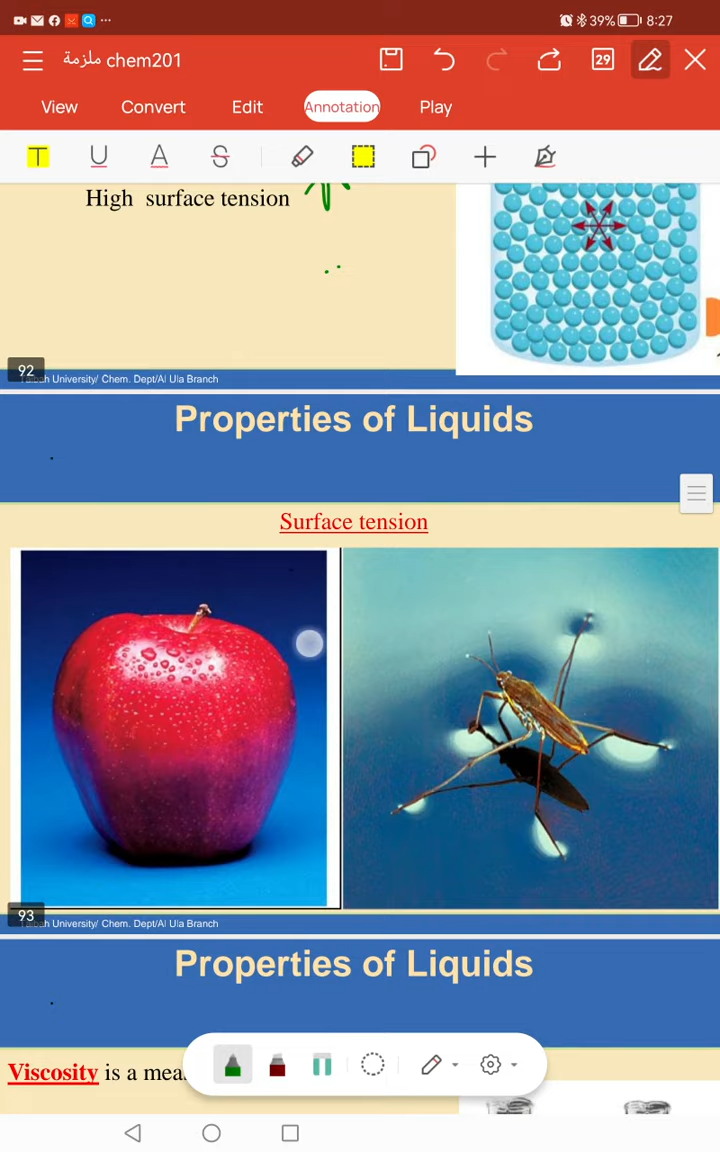 39% 8:27
ملزمة chem201
29
View Convert Edit Annotation Play
T U A S
High surface tension
92
h University/ Chem. Dept/Al Ula Branch
Properties of Liquids
Surface tension
93
h University/ Chem. Dept/Al Ula Branch
Properties of Liquids
Viscosity is a mea